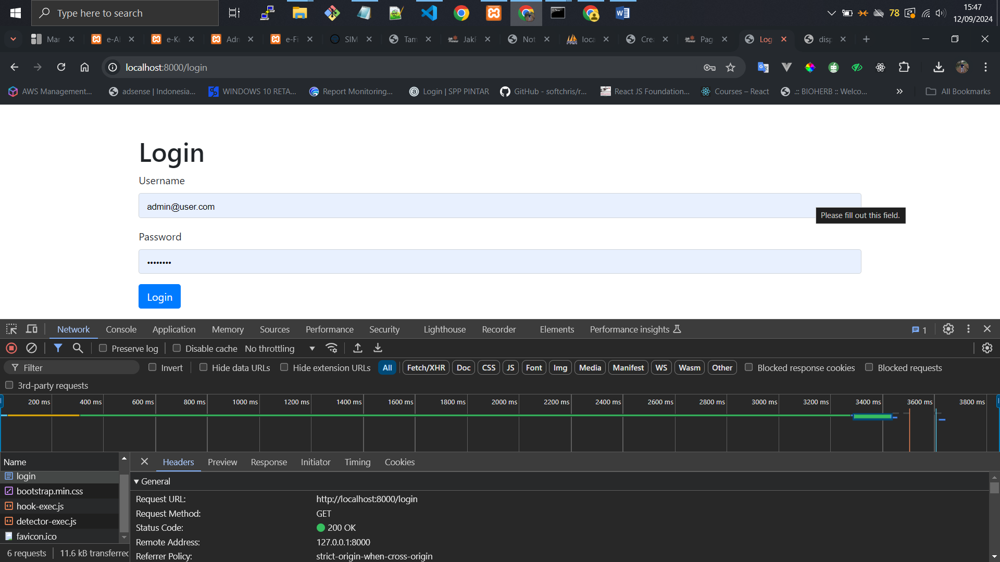 Type here to search
78
15:47
12/09/2024
Mar
e-Al
e-Ke
Adn
e-Fi
SIM
Tam
JakF
Not
loca
Crea
Pag
Log
disp
localhost:8000/login
AWS Management...
adsense | Indonesia...
WINDOWS 10 RETA...
Report Monitoring...
Login | SPP PINTAR
GitHub - softchris/r...
React JS Foundation...
Courses – React
.:: BIOHERB :: Welco...
All Bookmarks
Login
Username
admin@user.com
Please fill out this field.
Password
••••••••
Login
Network
Console
Application
Memory
Sources
Performance
Security
Lighthouse
Recorder
Elements
Performance insights
1
Preserve log
Disable cache
No throttling
Filter
Invert
Hide data URLs
Hide extension URLs
All
Fetch/XHR
Doc
CSS
JS
Font
Img
Media
Manifest
WS
Wasm
Other
Blocked response cookies
Blocked requests
3rd-party requests
200 ms
400 ms
600 ms
800 ms
1000 ms
1200 ms
1400 ms
1600 ms
1800 ms
2000 ms
2200 ms
2400 ms
2600 ms
2800 ms
3000 ms
3200 ms
3400 ms
3600 ms
3800 ms
Name
Headers
Preview
Response
Initiator
Timing
Cookies
login
bootstrap.min.css
hook-exec.js
detector-exec.js
favicon.ico
General
Request URL:
http://localhost:8000/login
Request Method:
GET
Status Code:
200 OK
Remote Address:
127.0.0.1:8000
Referrer Policy:
strict-origin-when-cross-origin
6 requests
11.6 kB transferred